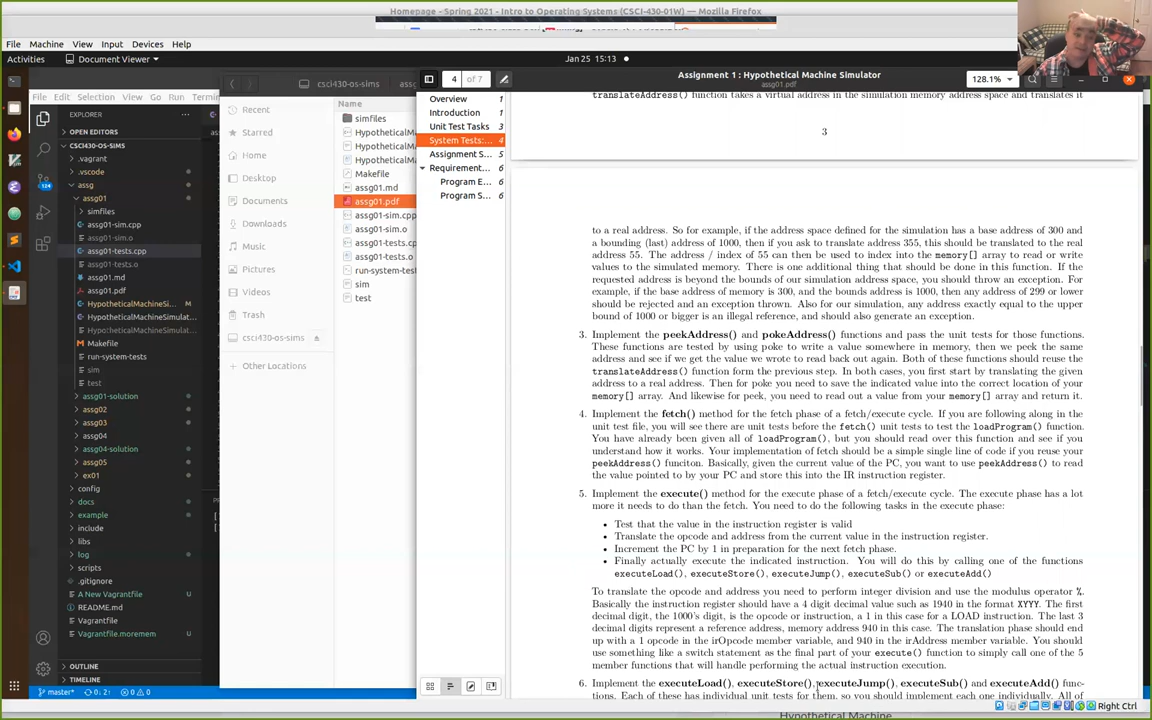 Homepage - Spring 2021 - Intro to Operating Systems (CSCI-430-01W) — Mozilla Firefox
File Machine View Input Devices Help
Activities Document Viewer Jan 25 15:13
File Edit Selection View Go Run Termin
EXPLORER
OPEN EDITORS
CSCI430-OS-SIMS
.vagrant
.vscode
assg
assg01
simfiles
assg01-sim.cpp
assg01-sim.o
assg01-tests.cpp
assg01-tests.o
assg01.md
assg01.pdf
HypotheticalMachineSi...
HypotheticalMachineSimulat...
HypotheticalMachineSimulat...
Makefile
run-system-tests
sim
test
assg01-solution
assg02
assg03
assg04
assg04-solution
assg05
ex01
config
docs
example
include
libs
log
scripts
.gitignore
A New Vagrantfile
README.md
Vagrantfile
Vagrantfile.moremem
OUTLINE
TIMELINE
master* 0↓ 2↑
csci430-os-sims assg
Recent
Starred
Home
Desktop
Documents
Downloads
Music
Pictures
Videos
Trash
csci430-os-sims
Other Locations
Name
simfiles
HypotheticalMa
HypotheticalMa
HypotheticalMa
Makefile
assg01.md
assg01.pdf
assg01-sim.cpp
assg01-sim.o
assg01-tests.cp
assg01-tests.o
run-system-test
sim
test
4 of 7
Assignment 1 : Hypothetical Machine Simulator
assg01.pdf
128.1%
Overview 1
Introduction 1
Unit Test Tasks 3
System Tests:... 4
Assignment S... 5
Requirement... 6
Program E... 6
Program S... 6
translateAddress() function takes a virtual address in the simulation memory address space and translates it
3
to a real address. So for example, if the address space defined for the simulation has a base address of 300 and
a bounding (last) address of 1000, then if you ask to translate address 355, this should be translated to the real
address 55. The address / index of 55 can then be used to index into the memory[] array to read or write
values to the simulated memory. There is one additional thing that should be done in this function. If the
requested address is beyond the bounds of our simulation address space, you should throw an exception. For
example, if the base address of memory is 300, and the bounds address is 1000, then any address of 299 or lower
should be rejected and an exception thrown. Also for our simulation, any address exactly equal to the upper
bound of 1000 or bigger is an illegal reference, and should also generate an exception.
3. Implement the peekAddress() and pokeAddress() functions and pass the unit tests for those functions.
These functions are tested by using poke to write a value somewhere in memory, then we peek the same
address and see if we get the value we wrote to read back out again. Both of these functions should reuse the
translateAddress() function form the previous step. In both cases, you first start by translating the given
address to a real address. Then for poke you need to save the indicated value into the correct location of your
memory[] array. And likewise for peek, you need to read out a value from your memory[] array and return it.
4. Implement the fetch() method for the fetch phase of a fetch/execute cycle. If you are following along in the
unit test file, you will see there are unit tests before the fetch() unit tests to test the loadProgram() function.
You have already been given all of loadProgram(), but you should read over this function and see if you
understand how it works. Your implementation of fetch should be a simple single line of code if you reuse your
peekAddress() funciton. Basically, given the current value of the PC, you want to use peekAddress() to read
the value pointed to by your PC and store this into the IR instruction register.
5. Implement the execute() method for the execute phase of a fetch/execute cycle. The execute phase has a lot
more it needs to do than the fetch. You need to do the following tasks in the execute phase:
• Test that the value in the instruction register is valid
• Translate the opcode and address from the current value in the instruction register.
• Increment the PC by 1 in preparation for the next fetch phase.
• Finally actually execute the indicated instruction. You will do this by calling one of the functions
executeLoad(), executeStore(), executeJump(), executeSub() or executeAdd()
To translate the opcode and address you need to perform integer division and use the modulus operator %.
Basically the instruction register should have a 4 digit decimal value such as 1940 in the format XYYY. The first
decimal digit, the 1000's digit, is the opcode or instruction, a 1 in this case for a LOAD instruction. The last 3
decimal digits represent a reference address, memory address 940 in this case. The translation phase should end
up with a 1 opcode in the irOpcode member variable, and 940 in the irAddress member variable. You should
use something like a switch statement as the final part of your execute() function to simply call one of the 5
member functions that will handle performing the actual instruction execution.
6. Implement the executeLoad(), executeStore(), executeJump(), executeSub() and executeAdd() func-
tions. Each of these has individual unit tests for them, so you should implement each one individually. All of
Right Ctrl
Hypothetical Machine